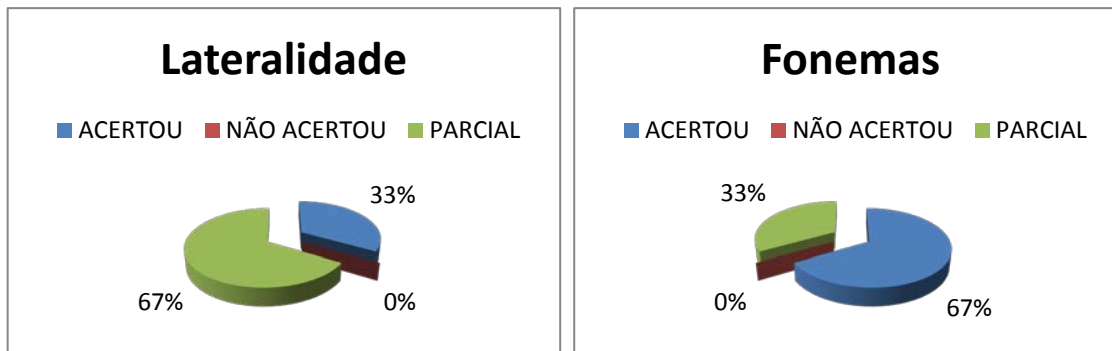 Lateralidade
ACERTOU NÃO ACERTOU PARCIAL
33%
67%
0%
Fonemas
ACERTOU NÃO ACERTOU PARCIAL
33%
0%
67%